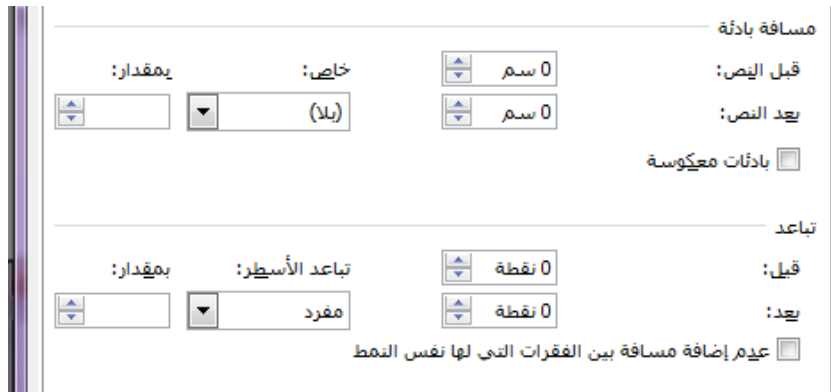 مسافة بادئة
قبل النص: 0 سم خاص: بمقدار:
بعد النص: 0 سم (بلا)
بادئات معكوسة
تباعد
قبل: 0 نقطة تباعد الأسطر: بمقدار:
بعد: 0 نقطة مفرد
عدم إضافة مسافة بين الفقرات التي لها نفس النمط